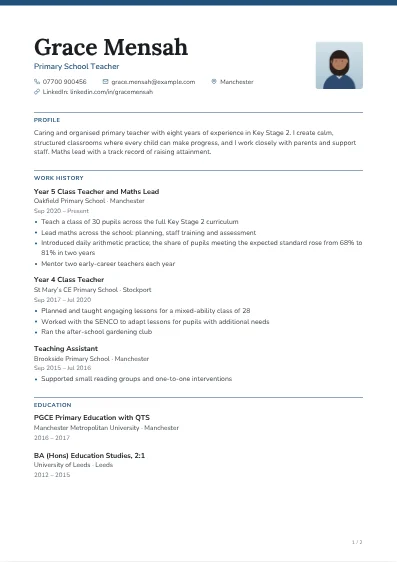 Grace Mensah
Primary School Teacher
07700 900456 grace.mensah@example.com Manchester
LinkedIn: linkedin.com/in/gracemensah
PROFILE
Caring and organised primary teacher with eight years of experience in Key Stage 2. I create calm,
structured classrooms where every child can make progress, and I work closely with parents and support
staff. Maths lead with a track record of raising attainment.
WORK HISTORY
Year 5 Class Teacher and Maths Lead
Oakfield Primary School · Manchester
Sep 2020 – Present
• Teach a class of 30 pupils across the full Key Stage 2 curriculum
• Lead maths across the school: planning, staff training and assessment
• Introduced daily arithmetic practice; the share of pupils meeting the expected standard rose from 68% to
81% in two years
• Mentor two early-career teachers each year
Year 4 Class Teacher
St Mary's CE Primary School · Stockport
Sep 2017 – Jul 2020
• Planned and taught engaging lessons for a mixed-ability class of 28
• Worked with the SENCO to adapt lessons for pupils with additional needs
• Ran the after-school gardening club
Teaching Assistant
Brookside Primary School · Manchester
Sep 2015 – Jul 2016
• Supported small reading groups and one-to-one interventions
EDUCATION
PGCE Primary Education with QTS
Manchester Metropolitan University · Manchester
2016 – 2017
BA (Hons) Education Studies, 2:1
University of Leeds · Leeds
2012 – 2015
1 / 2